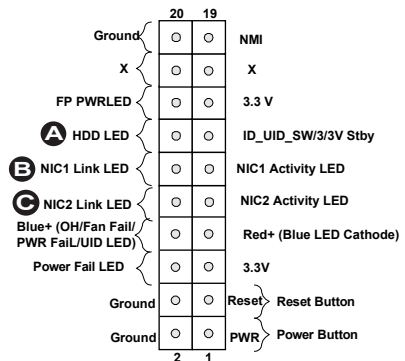 20 19
Ground NMI
X X
FP PWRLED 3.3 V
A HDD LED ID_UID_SW/3/3V Stby
B NIC1 Link LED NIC1 Activity LED
C NIC2 Link LED NIC2 Activity LED
Blue+ (OH/Fan Fail/
PWR FaiL/UID LED) Red+ (Blue LED Cathode)
Power Fail LED 3.3V
Ground Reset Reset Button
Ground PWR Power Button
2 1